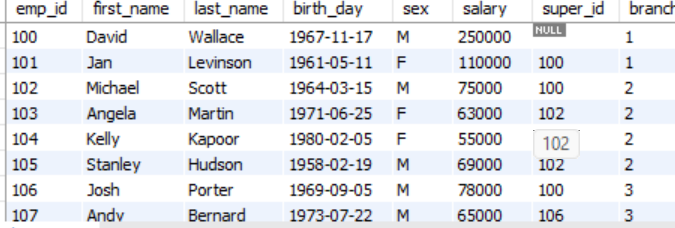 emp_id first_name last_name birth_day sex salary super_id branch
100 David Wallace 1967-11-17 M 250000 NULL 1
101 Jan Levinson 1961-05-11 F 110000 100 1
102 Michael Scott 1964-03-15 M 75000 100 2
103 Angela Martin 1971-06-25 F 63000 102 2
104 Kelly Kapoor 1980-02-05 F 55000 102 2
105 Stanley Hudson 1958-02-19 M 69000 102 2
106 Josh Porter 1969-09-05 M 78000 100 3
107 Andy Bernard 1973-07-22 M 65000 106 3